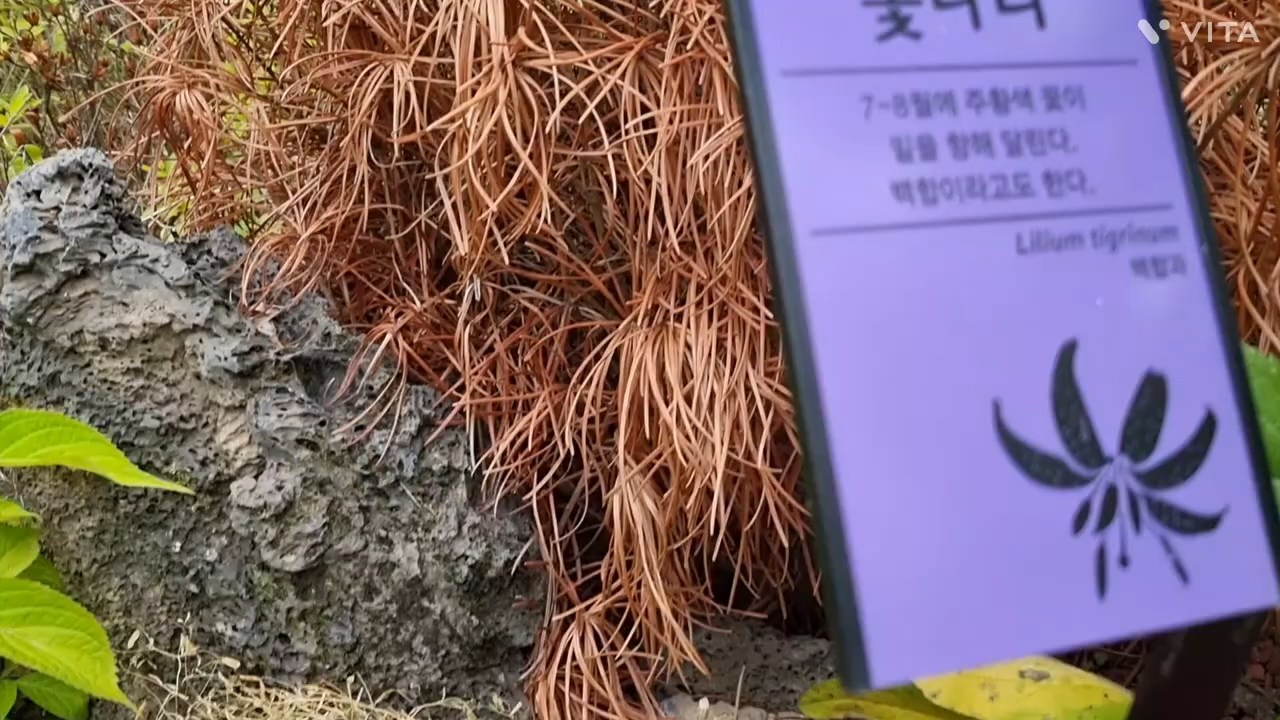 VITA
7~8월에 주황색 꽃이
밑을 향해 달린다.
백합이라고도 한다.
Lilium tigrinum
백합과